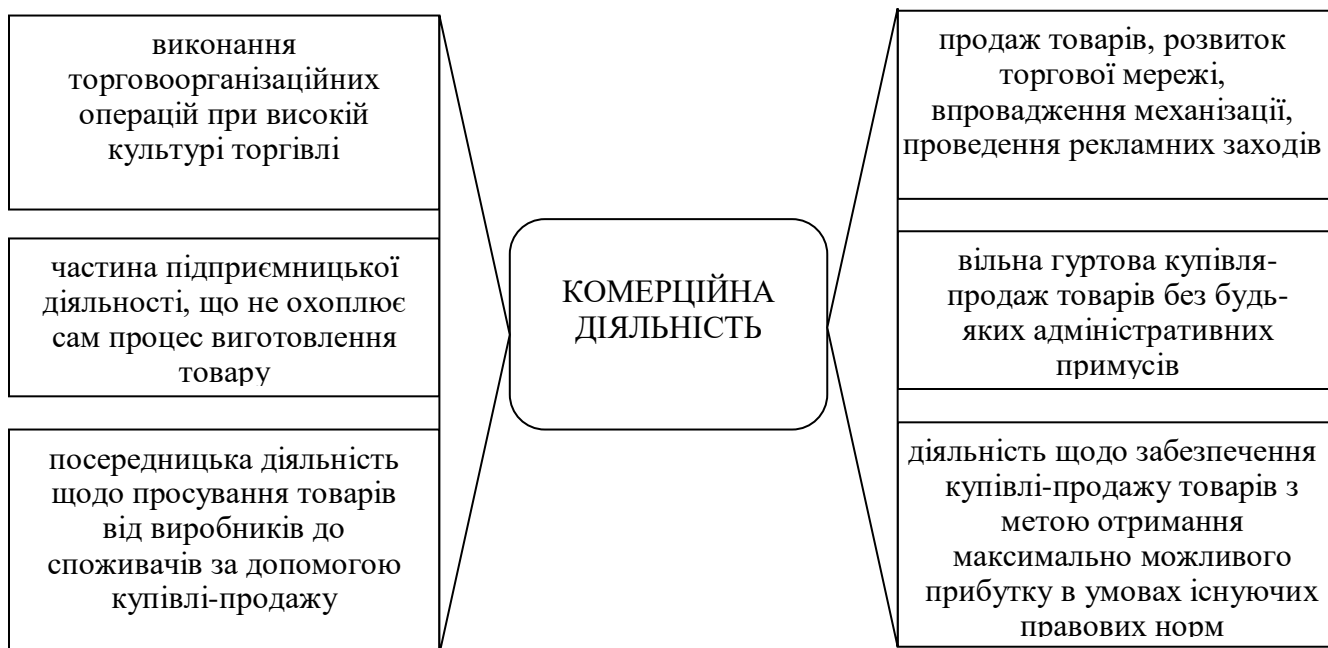 виконання
торговоорганізаційних
операцій при високій
культурі торгівлі
частина підприємницької
діяльності, що не охоплює
сам процес виготовлення
товару
посередницька діяльність
щодо просування товарів
від виробників до
споживачів за допомогою
купівлі-продажу
КОМЕРЦІЙНА
ДІЯЛЬНІСТЬ
продаж товарів, розвиток
торгової мережі,
впровадження механізації,
проведення рекламних заходів
вільна гуртова купівля-
продаж товарів без будь-
яких адміністративних
примусів
діяльність щодо забезпечення
купівлі-продажу товарів з
метою отримання
максимально можливого
прибутку в умовах існуючих
правових норм